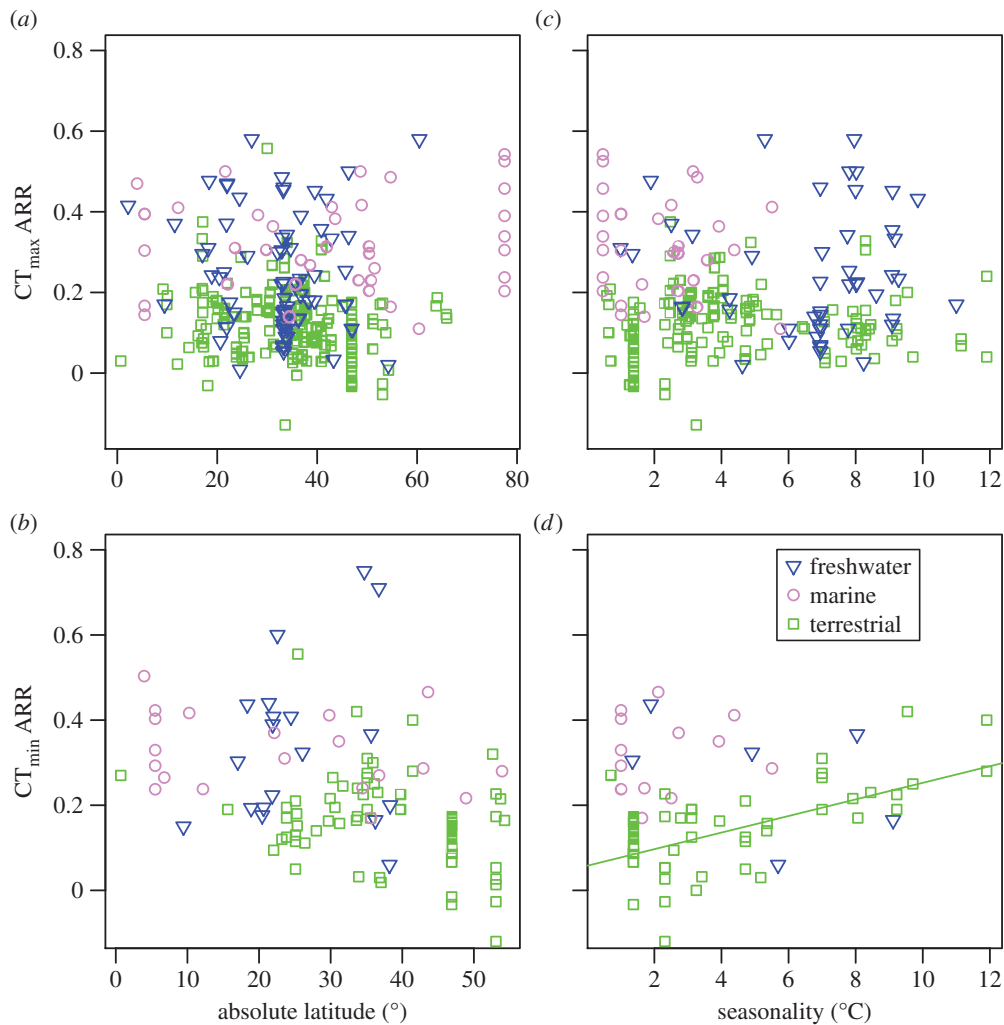 (a)
CTmax ARR
0.8
0.6
0.4
0.2
0
0 20 40 60 80
(c)
2 4 6 8 10 12
(b)
CTmin ARR
0.8
0.6
0.4
0.2
0
0 10 20 30 40 50
absolute latitude (°)
(d)
freshwater
marine
terrestrial
2 4 6 8 10 12
seasonality (°C)